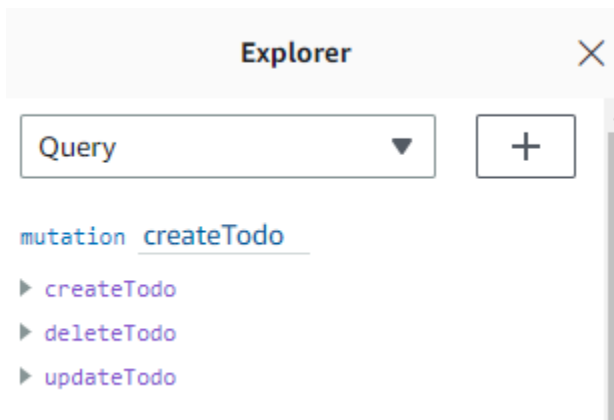 Explorer
Query
mutation createTodo
createTodo
deleteTodo
updateTodo